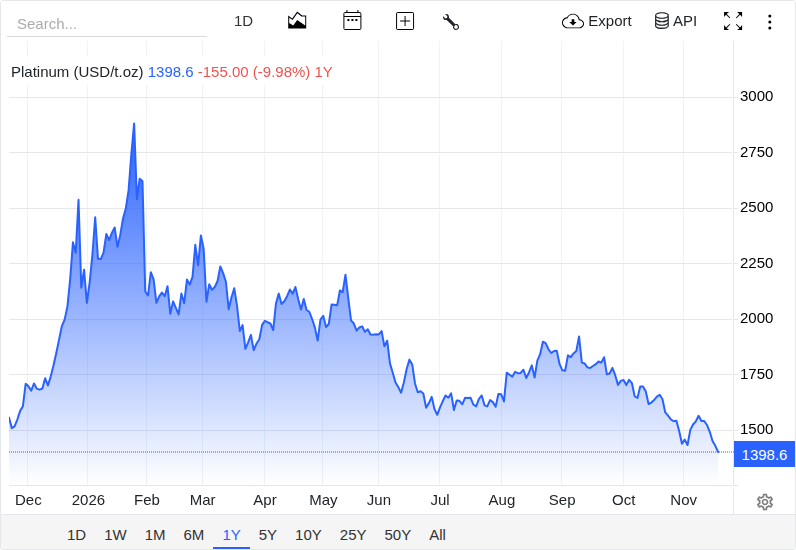 Search... 1D Export API
Platinum (USD/t.oz) 1398.6 -155.00 (-9.98%) 1Y
3000
2750
2500
2250
2000
1750
1500
1398.6
Dec 2026 Feb Mar Apr May Jun Jul Aug Sep Oct Nov
1D 1W 1M 6M 1Y 5Y 10Y 25Y 50Y All